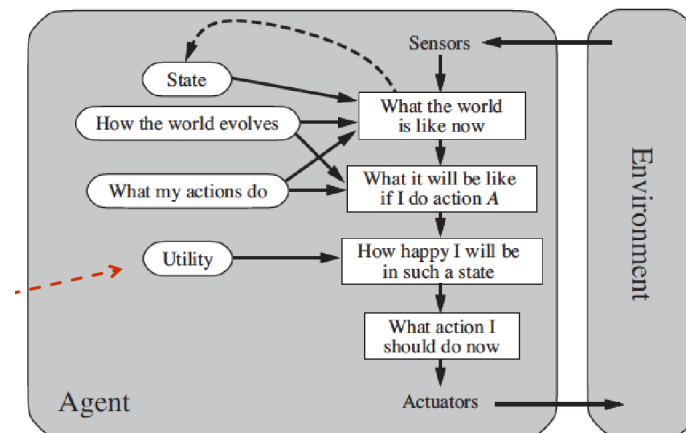 Sensors
State
What the world
is like now
How the world evolves
What my actions do
What it will be like
if I do action A
Utility
How happy I will be
in such a state
What action I
should do now
Agent
Actuators
Environment